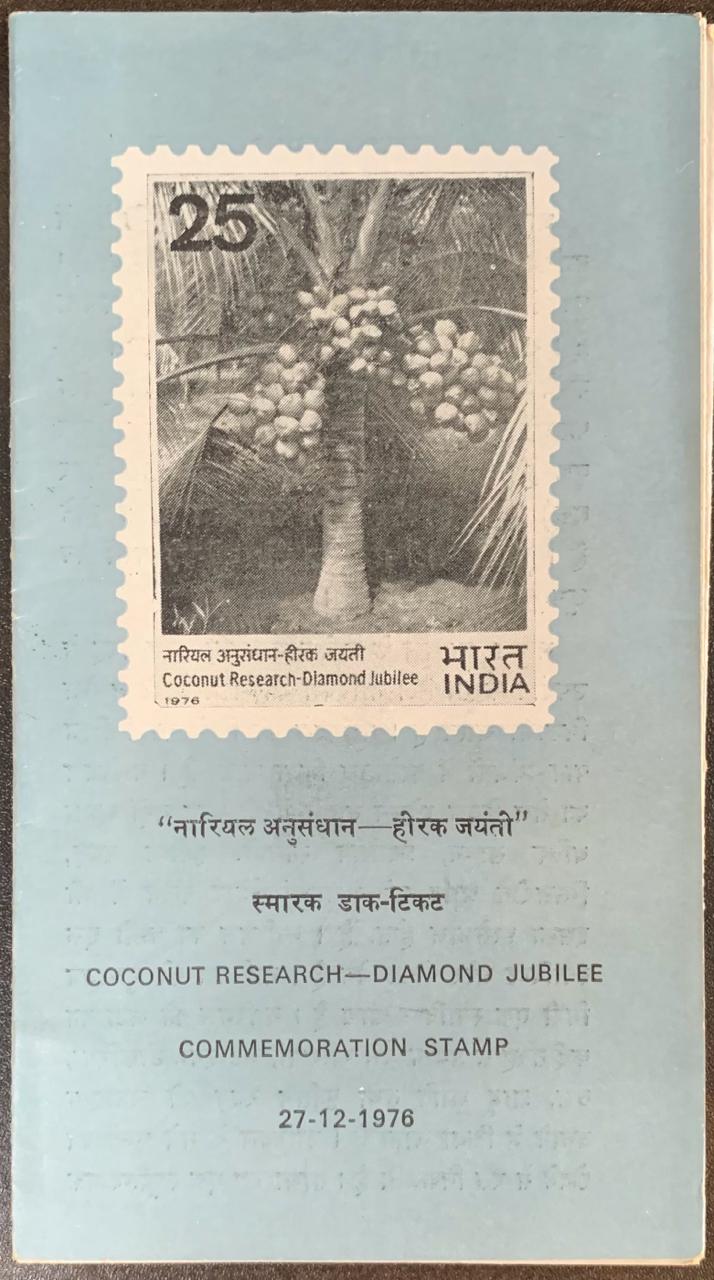 25
नारियल अनुसंधान-हीरक जयंती
Coconut Research-Diamond Jubilee
1976
भारत
INDIA
“नारियल अनुसंधान—हीरक जयंती”
स्मारक डाक-टिकट
COCONUT RESEARCH—DIAMOND JUBILEE
COMMEMORATION STAMP
27-12-1976